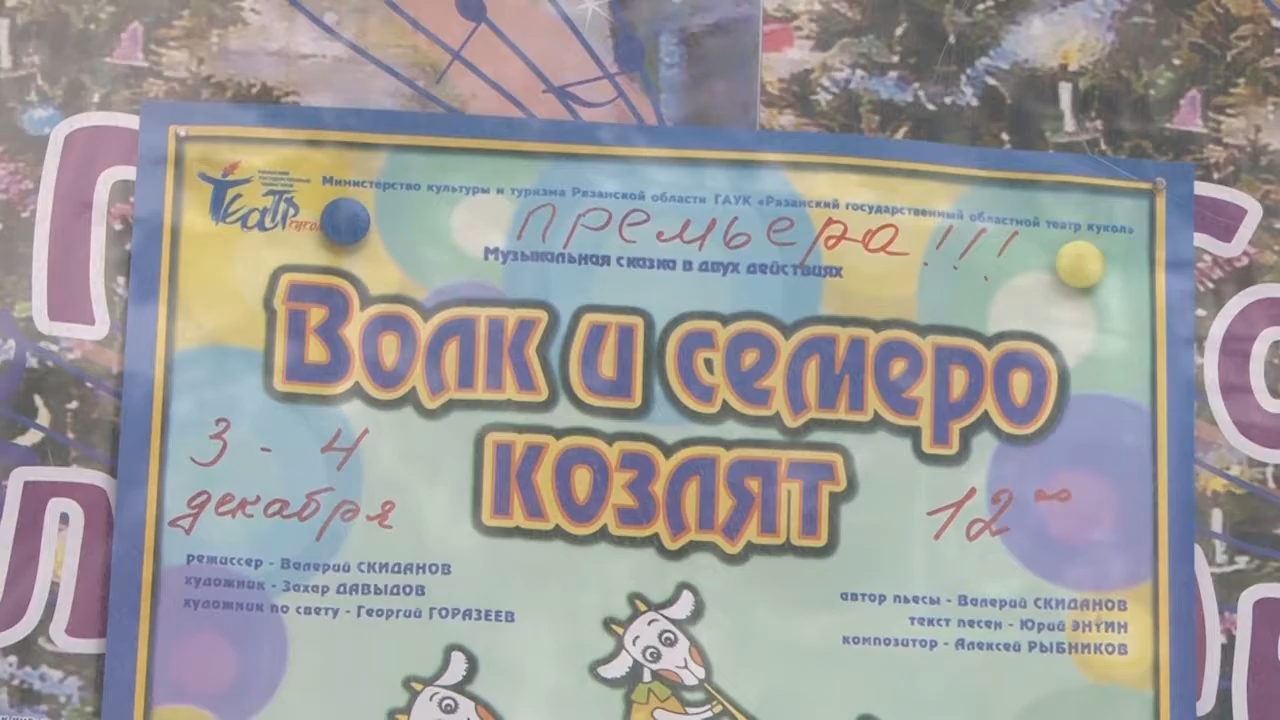 Театр кукол
Министерство культуры и туризма Рязанской области ГАУК «Рязанский государственный областной театр кукол»
Премьера!!!
Музыкальная сказка в двух действиях
Волк и семеро
козлят
3 - 4
декабря
12 00
режиссер - Валерий СКИДАНОВ
художник - Захар ДАВЫДОВ
художник по свету - Георгий ГОРАЗЕЕВ
автор пьесы - Валерий СКИДАНОВ
текст песен - Юрий ЭНТИН
композитор - Алексей РЫБНИКОВ